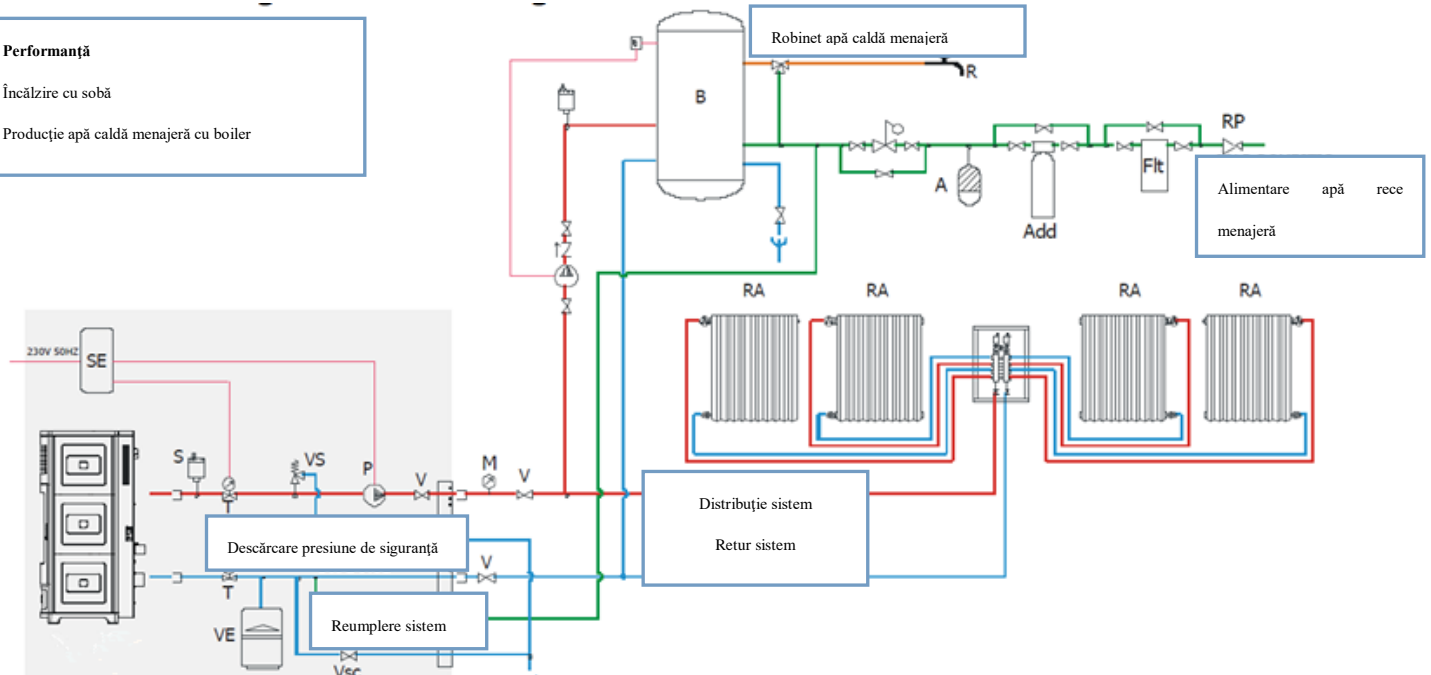 Performanță
Încălzire cu sobă
Producție apă caldă menajeră cu boiler
Robinet apă caldă menajeră
R
B
RP
Flt
A
Add
Alimentare apă rece
menajeră
RA
RA
RA
RA
230V 50HZ
SE
S
VS
P
V
M
V
T
Distribuție sistem
Retur sistem
Descărcare presiune de siguranță
V
T
VE
Reumplere sistem
Vsc